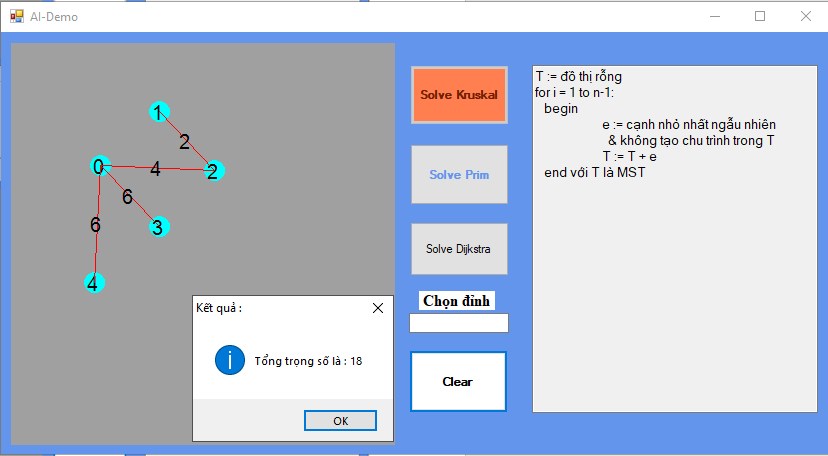 AI-Demo
1
2
0
4
2
6
3
6
4
Kết quả :
Tổng trọng số là : 18
OK
Solve Kruskal
Solve Prim
Solve Dijkstra
Chọn đỉnh
Clear
T := đồ thị rỗng
for i = 1 to n-1:
begin
e := cạnh nhỏ nhất ngẫu nhiên
& không tạo chu trình trong T
T := T + e
end với T là MST